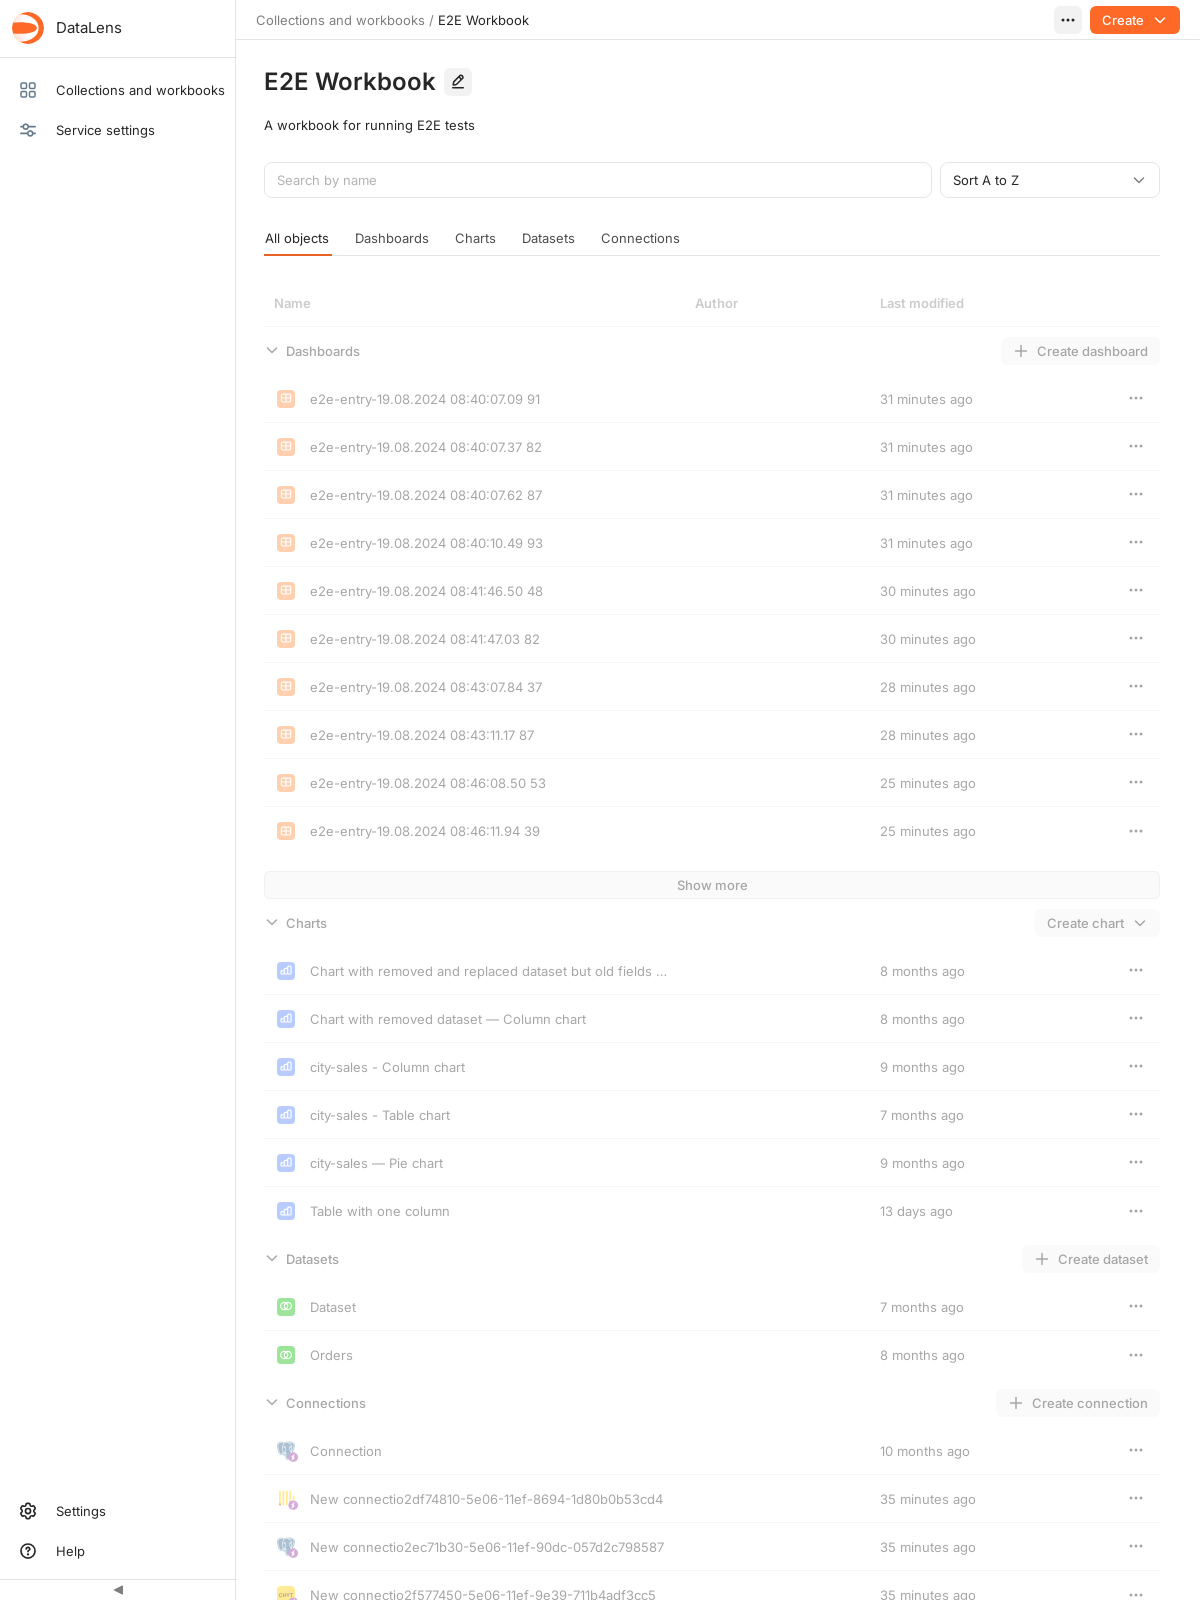 DataLens
Collections and workbooks / E2E Workbook
Create
Collections and workbooks
Service settings
E2E Workbook
A workbook for running E2E tests
Search by name
Sort A to Z
All objects Dashboards Charts Datasets Connections
Name Author Last modified
Dashboards Create dashboard
e2e-entry-19.08.2024 08:40:07.09 91 31 minutes ago
e2e-entry-19.08.2024 08:40:07.37 82 31 minutes ago
e2e-entry-19.08.2024 08:40:07.62 87 31 minutes ago
e2e-entry-19.08.2024 08:40:10.49 93 31 minutes ago
e2e-entry-19.08.2024 08:41:46.50 48 30 minutes ago
e2e-entry-19.08.2024 08:41:47.03 82 30 minutes ago
e2e-entry-19.08.2024 08:43:07.84 37 28 minutes ago
e2e-entry-19.08.2024 08:43:11.17 87 28 minutes ago
e2e-entry-19.08.2024 08:46:08.50 53 25 minutes ago
e2e-entry-19.08.2024 08:46:11.94 39 25 minutes ago
Show more
Charts Create chart
Chart with removed and replaced dataset but old fields ... 8 months ago
Chart with removed dataset — Column chart 8 months ago
city-sales - Column chart 9 months ago
city-sales - Table chart 7 months ago
city-sales — Pie chart 9 months ago
Table with one column 13 days ago
Datasets Create dataset
Dataset 7 months ago
Orders 8 months ago
Connections Create connection
Connection 10 months ago
New connectio2df74810-5e06-11ef-8694-1d80b0b53cd4 35 minutes ago
New connectio2ec71b30-5e06-11ef-90dc-057d2c798587 35 minutes ago
CHYT New connectio2f577450-5e06-11ef-9e39-711b4adf3cc5 35 minutes ago
Settings
Help